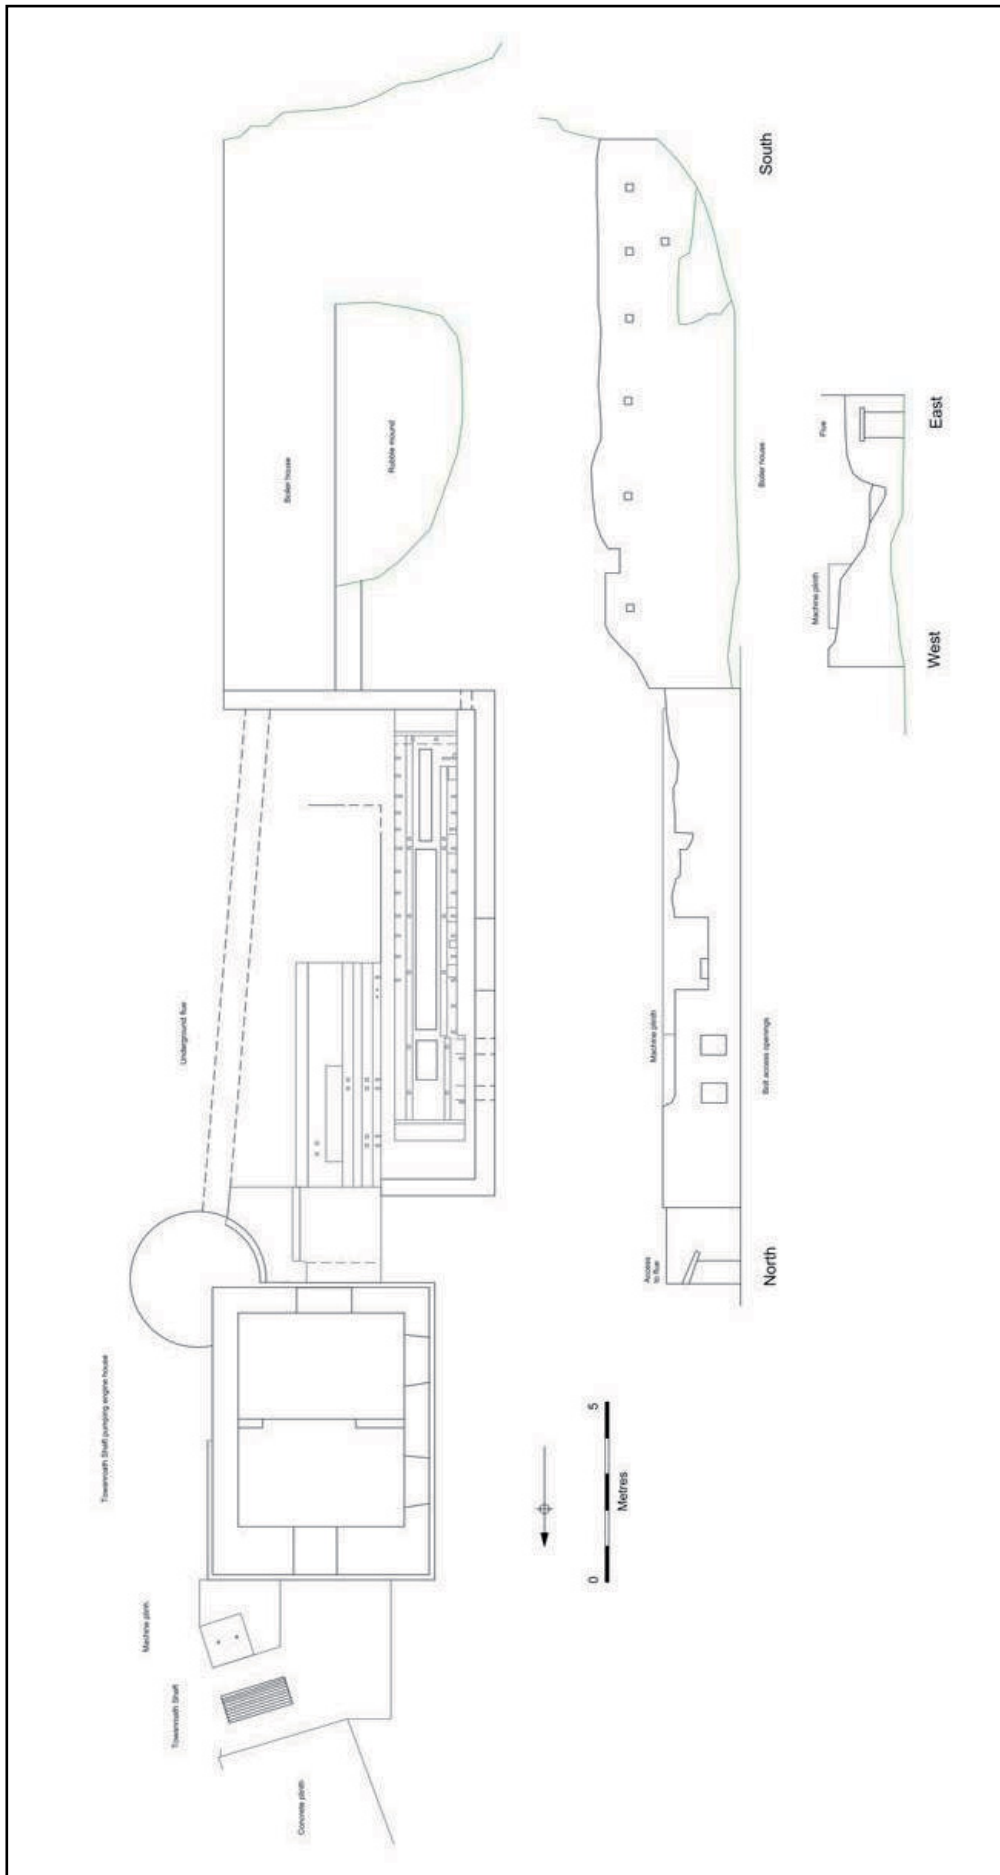 Towanroath Shaft pumping engine house
Machine plinth
Towanroath Shaft
Underground flue
Boiler house
Concrete plinth
Rubble mound
0 5
Metres
Access
to flue
Machine plinth
Bolt access openings
Boiler house
North
South
Machine plinth
Flue
West
East